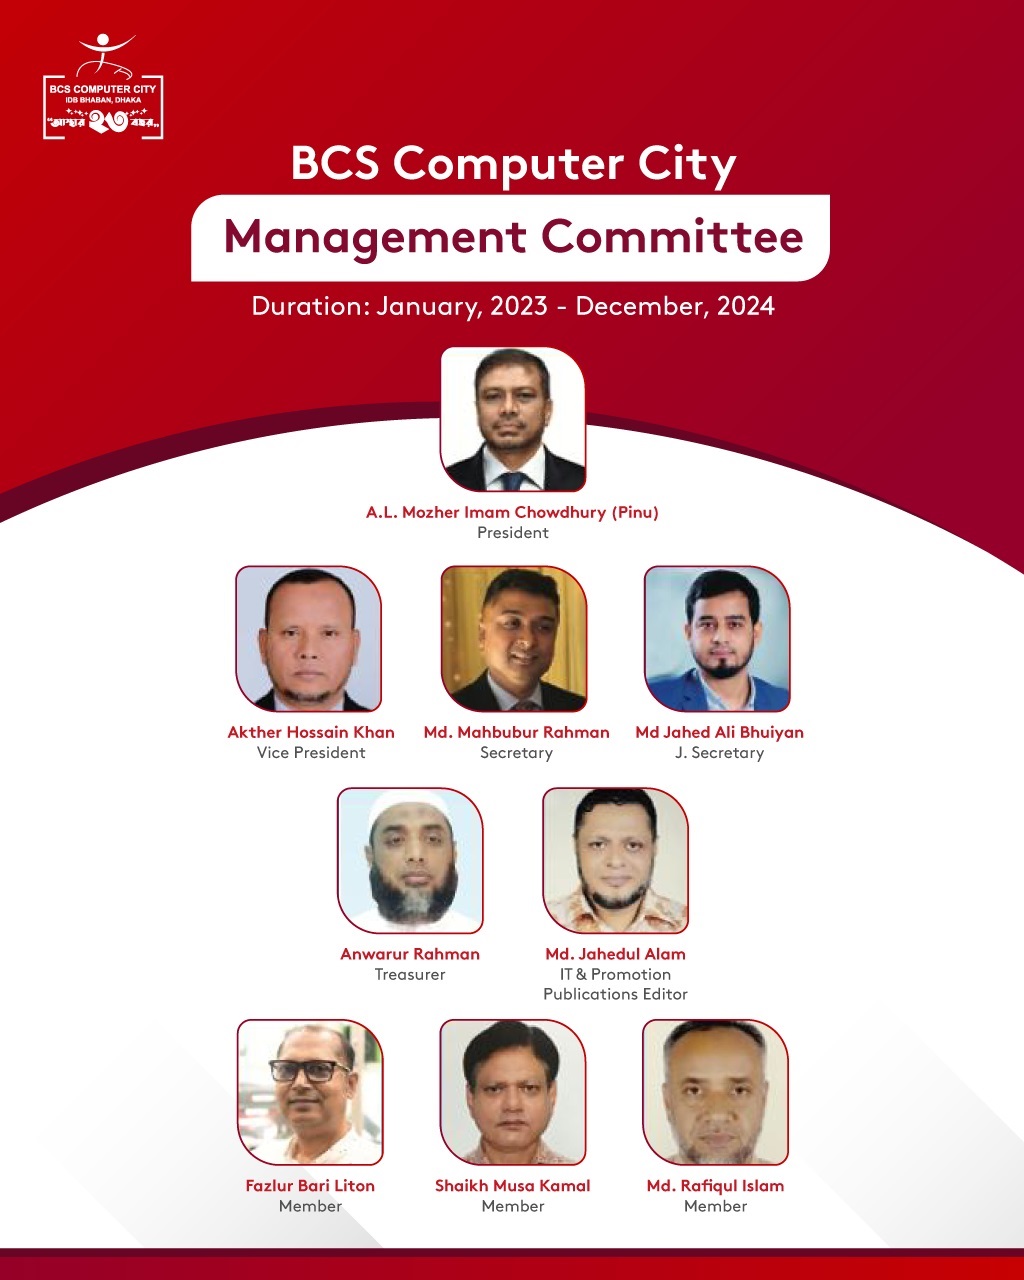 BCS COMPUTER CITY
IDB BHABAN, DHAKA
“আস্থার ২৩ বছর„
BCS Computer City
Management Committee
Duration: January, 2023 - December, 2024
A.L. Mozher Imam Chowdhury (Pinu)
President
Akther Hossain Khan
Vice President
Md. Mahbubur Rahman
Secretary
Md Jahed Ali Bhuiyan
J. Secretary
Anwarur Rahman
Treasurer
Md. Jahedul Alam
IT & Promotion
Publications Editor
Fazlur Bari Liton
Member
Shaikh Musa Kamal
Member
Md. Rafiqul Islam
Member